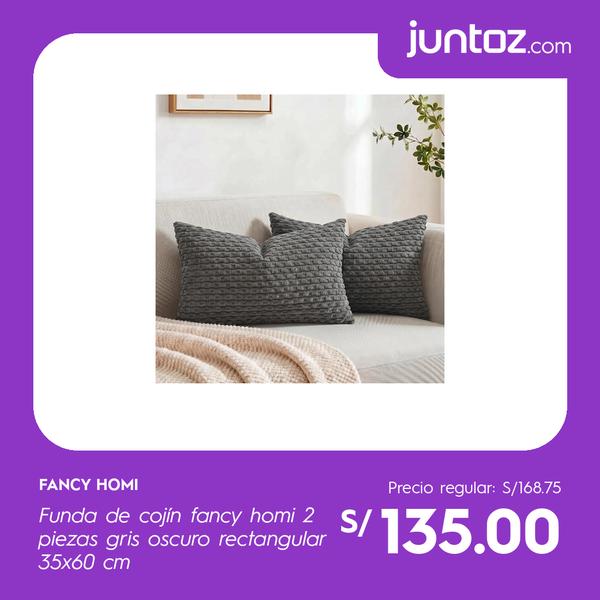 juntoz.com
FANCY HOMI
Funda de cojín fancy homi 2
piezas gris oscuro rectangular
35x60 cm
Precio regular: S/168.75
S/135.00